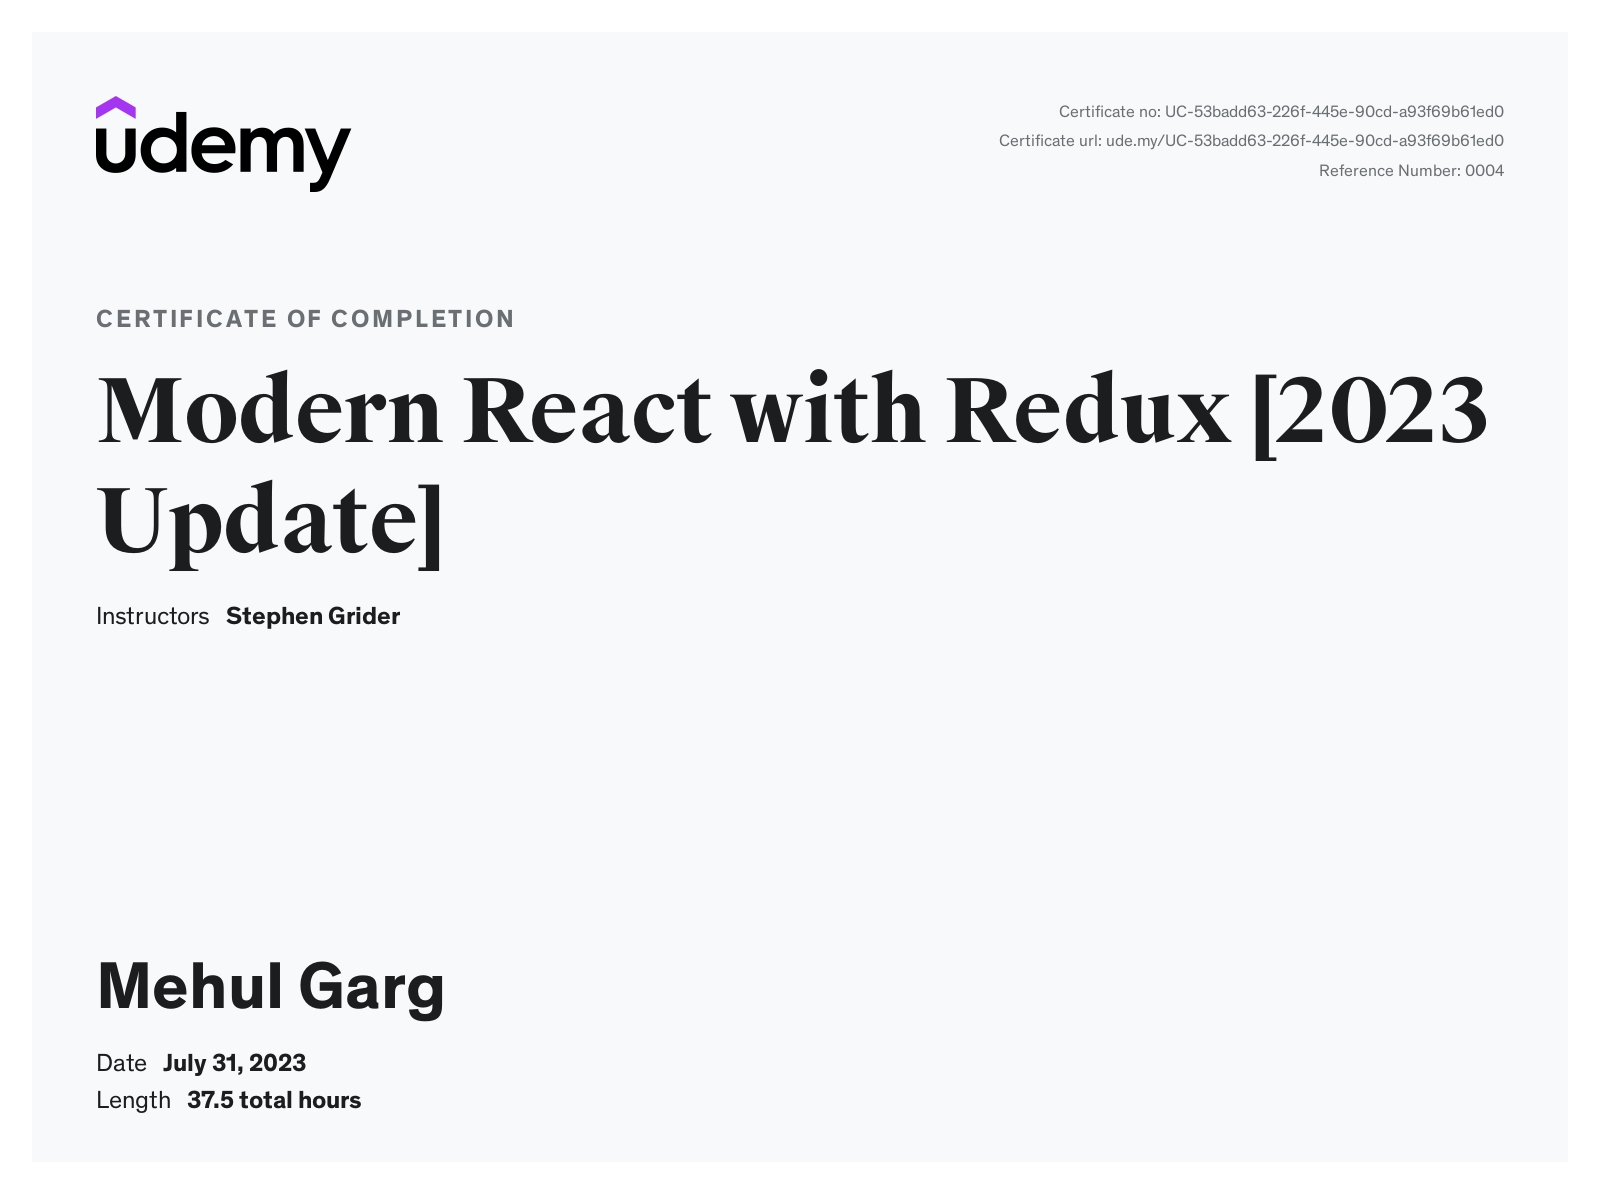 udemy
Certificate no: UC-53badd63-226f-445e-90cd-a93f69b61ed0
Certificate url: ude.my/UC-53badd63-226f-445e-90cd-a93f69b61ed0
Reference Number: 0004
CERTIFICATE OF COMPLETION
Modern React with Redux [2023
Update]
Instructors Stephen Grider
Mehul Garg
Date July 31, 2023
Length 37.5 total hours